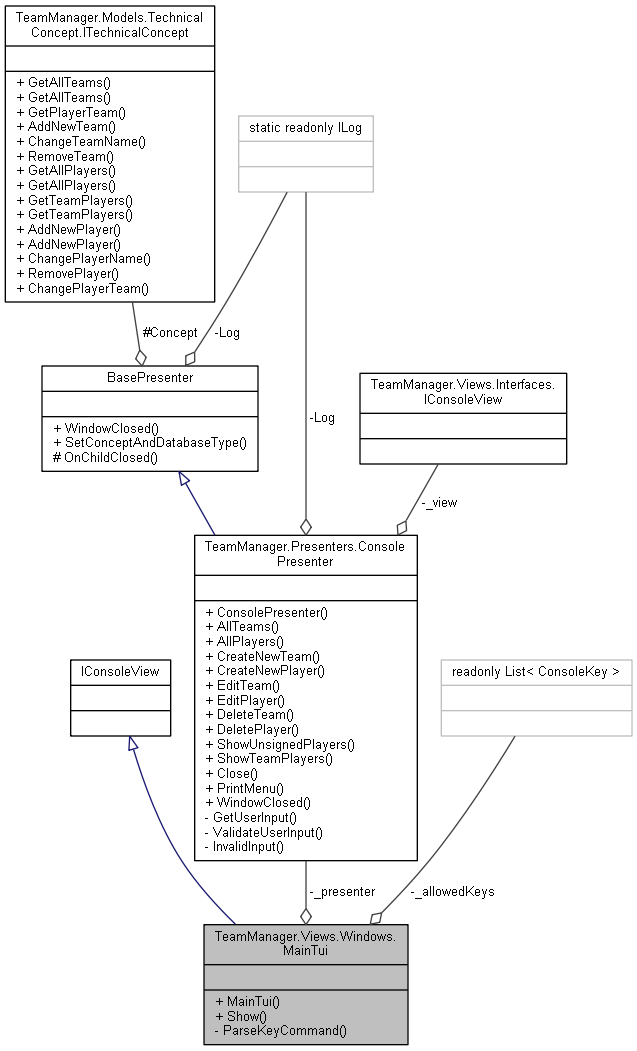 TeamManager.Models.Technical
Concept.ITechnicalConcept
+ GetAllTeams()
+ GetAllTeams()
+ GetPlayerTeam()
+ AddNewTeam()
+ ChangeTeamName()
+ RemoveTeam()
+ GetAllPlayers()
+ GetAllPlayers()
+ GetTeamPlayers()
+ GetTeamPlayers()
+ AddNewPlayer()
+ AddNewPlayer()
+ ChangePlayerName()
+ RemovePlayer()
+ ChangePlayerTeam()
static readonly ILog
#Concept
-Log
BasePresenter
+ WindowClosed()
+ SetConceptAndDatabaseType()
# OnChildClosed()
-Log
TeamManager.Views.Interfaces.
IConsoleView
-_view
TeamManager.Presenters.Console
Presenter
+ ConsolePresenter()
+ AllTeams()
+ AllPlayers()
+ CreateNewTeam()
+ CreateNewPlayer()
+ EditTeam()
+ EditPlayer()
+ DeleteTeam()
+ DeletePlayer()
+ ShowUnsignedPlayers()
+ ShowTeamPlayers()
+ Close()
+ PrintMenu()
+ WindowClosed()
- GetUserInput()
- ValidateUserInput()
- InvalidInput()
IConsoleView
readonly List< ConsoleKey >
-_presenter
-_allowedKeys
TeamManager.Views.Windows.
MainTui
+ MainTui()
+ Show()
- ParseKeyCommand()